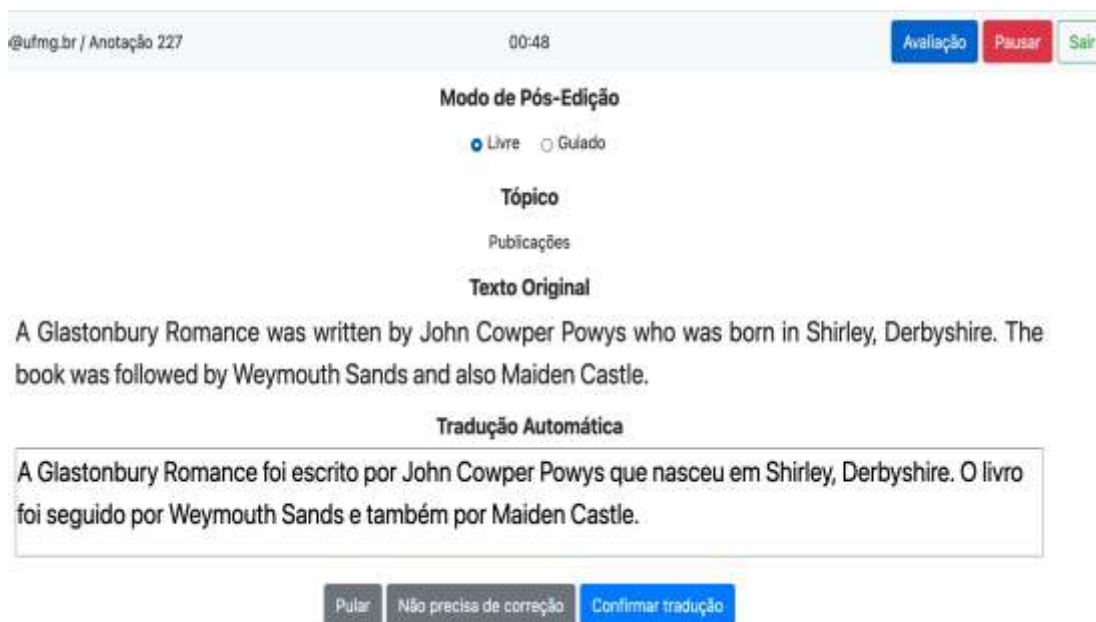 @ufmg.br / Anotação 227 00:48 Avaliação Pausar Sair
Modo de Pós-Edição
Livre Guiado
Tópico
Publicações
Texto Original
A Glastonbury Romance was written by John Cowper Powys who was born in Shirley, Derbyshire. The
book was followed by Weymouth Sands and also Maiden Castle.
Tradução Automática
A Glastonbury Romance foi escrito por John Cowper Powys que nasceu em Shirley, Derbyshire. O livro
foi seguido por Weymouth Sands e também por Maiden Castle.
Pular Não precisa de correção Confirmar tradução